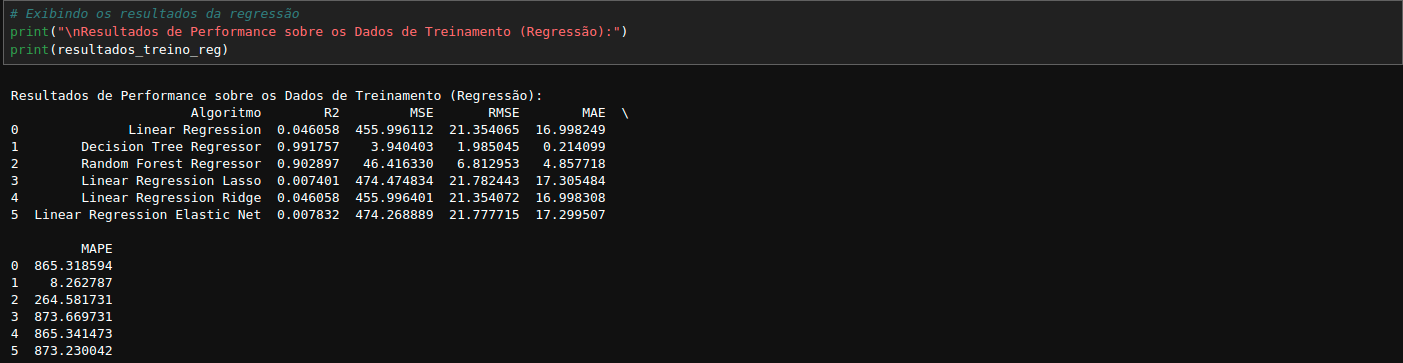 # Exibindo os resultados da regressão
print("\nResultados de Performance sobre os Dados de Treinamento (Regressão):")
print(resultados_treino_reg)
Resultados de Performance sobre os Dados de Treinamento (Regressão):
                       Algoritmo        R2         MSE       RMSE        MAE  \
0              Linear Regression  0.046058  455.996112  21.354065  16.998249
1        Decision Tree Regressor  0.991757    3.940403   1.985045   0.214099
2        Random Forest Regressor  0.902897   46.416330   6.812953   4.857718
3        Linear Regression Lasso  0.007401  474.474834  21.782443  17.305484
4        Linear Regression Ridge  0.046058  455.996401  21.354072  16.998308
5  Linear Regression Elastic Net  0.007832  474.268889  21.777715  17.299507
         MAPE
0  865.318594
1    8.262787
2  264.581731
3  873.669731
4  865.341473
5  873.230042